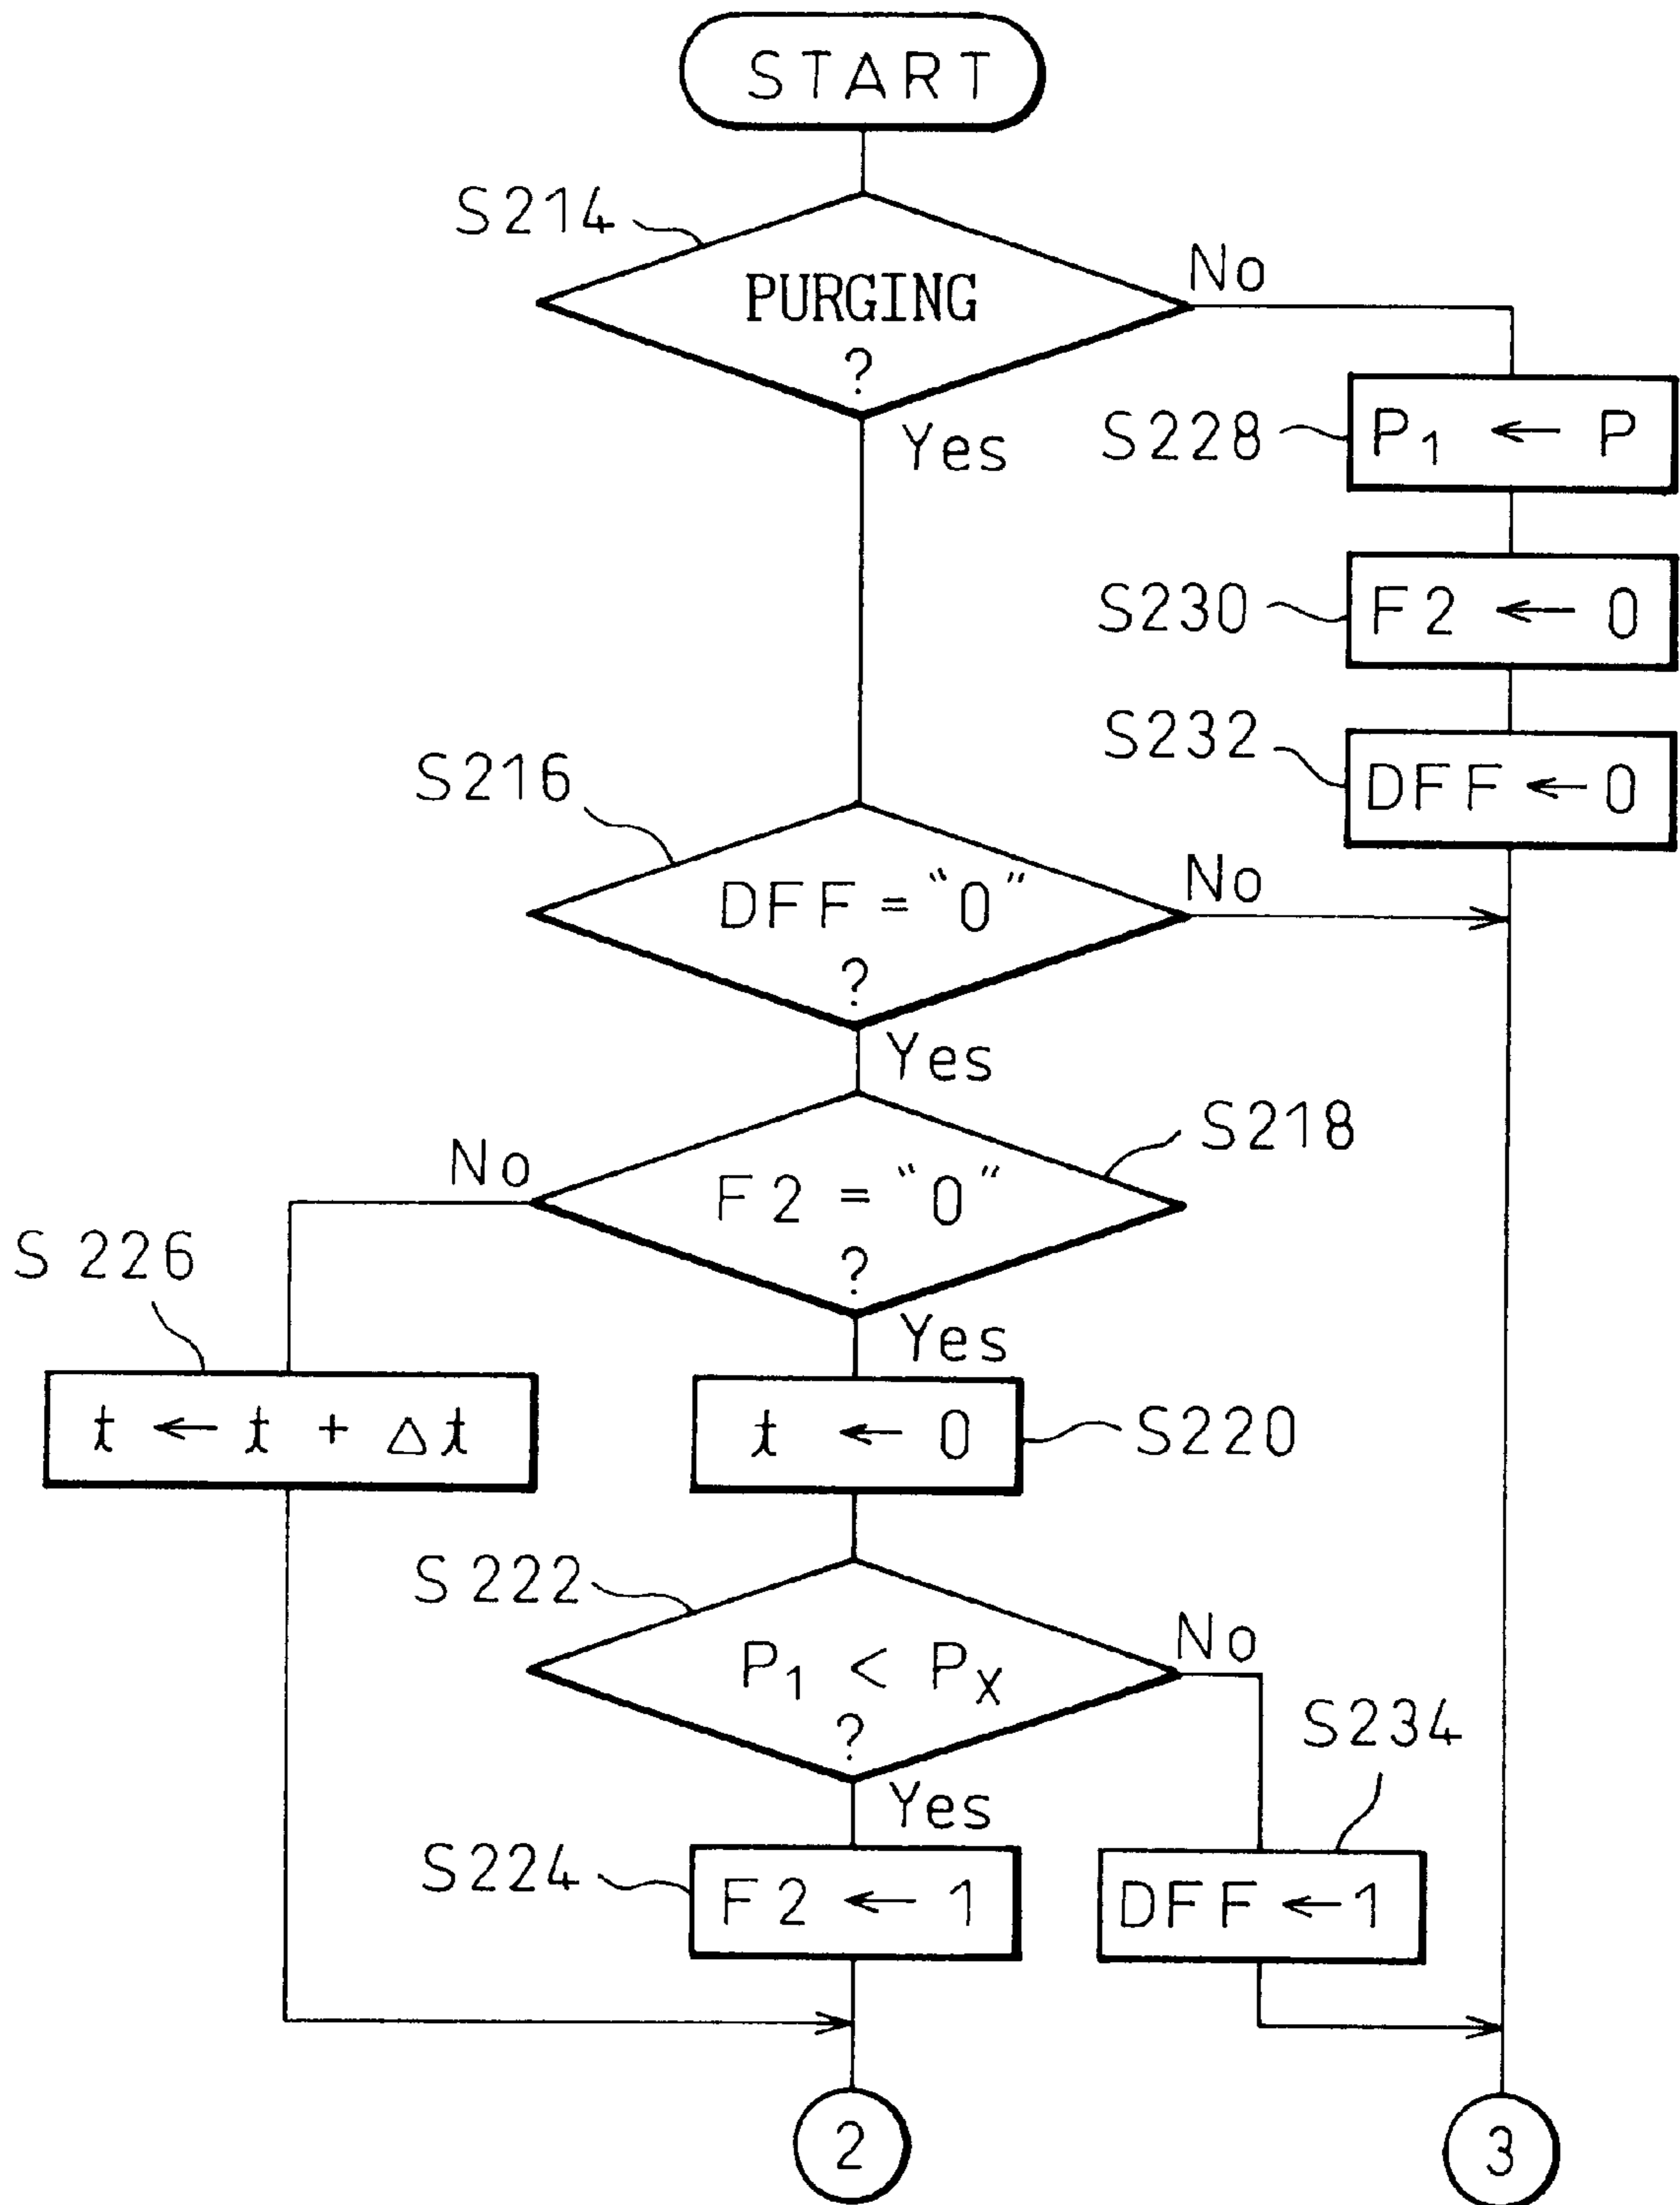 START
S214
PURGING
?
No
Yes
S228
P₁ ← P
S230
F2 ← 0
S232
DFF ← 0
S216
DFF = "0"
?
No
Yes
S218
F2 = "0"
?
No
Yes
S226
t ← t + Δt
t ← 0
S220
S222
P₁ < Pₓ
?
No
Yes
S234
S224
F2 ← 1
DFF ← 1
2
3